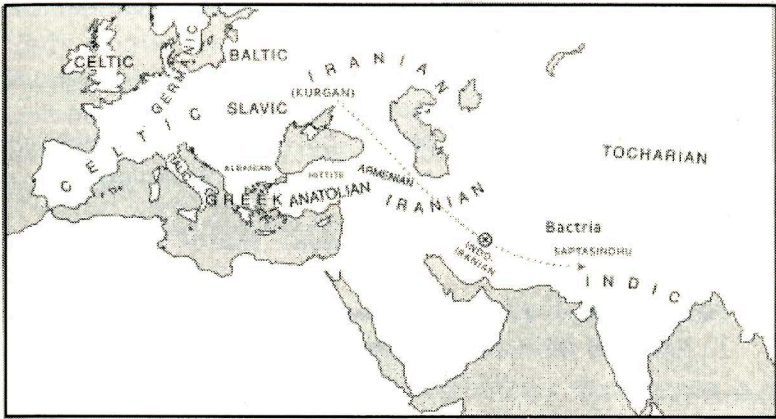 CELTIC
GERMANIC
BALTIC
IRANIAN
(KURGAN)
SLAVIC
CELTIC
TOCHARIAN
ITALIC
ALBANIAN
HITTITE
ARMENIAN
GREEK
ANATOLIAN
IRANIAN
Bactria
INDO-
IRANIAN
SAPTASINDHU
INDIC